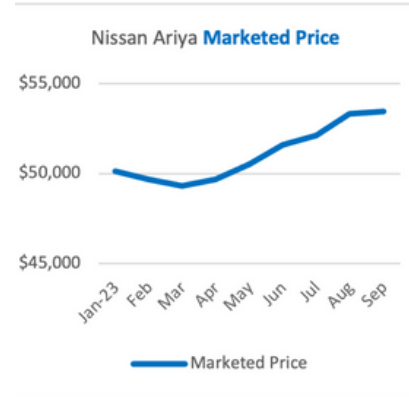 Nissan Ariya Marketed Price
$55,000
$50,000
$45,000
Jan-23 Feb Mar Apr May Jun Jul Aug Sep
Marketed Price